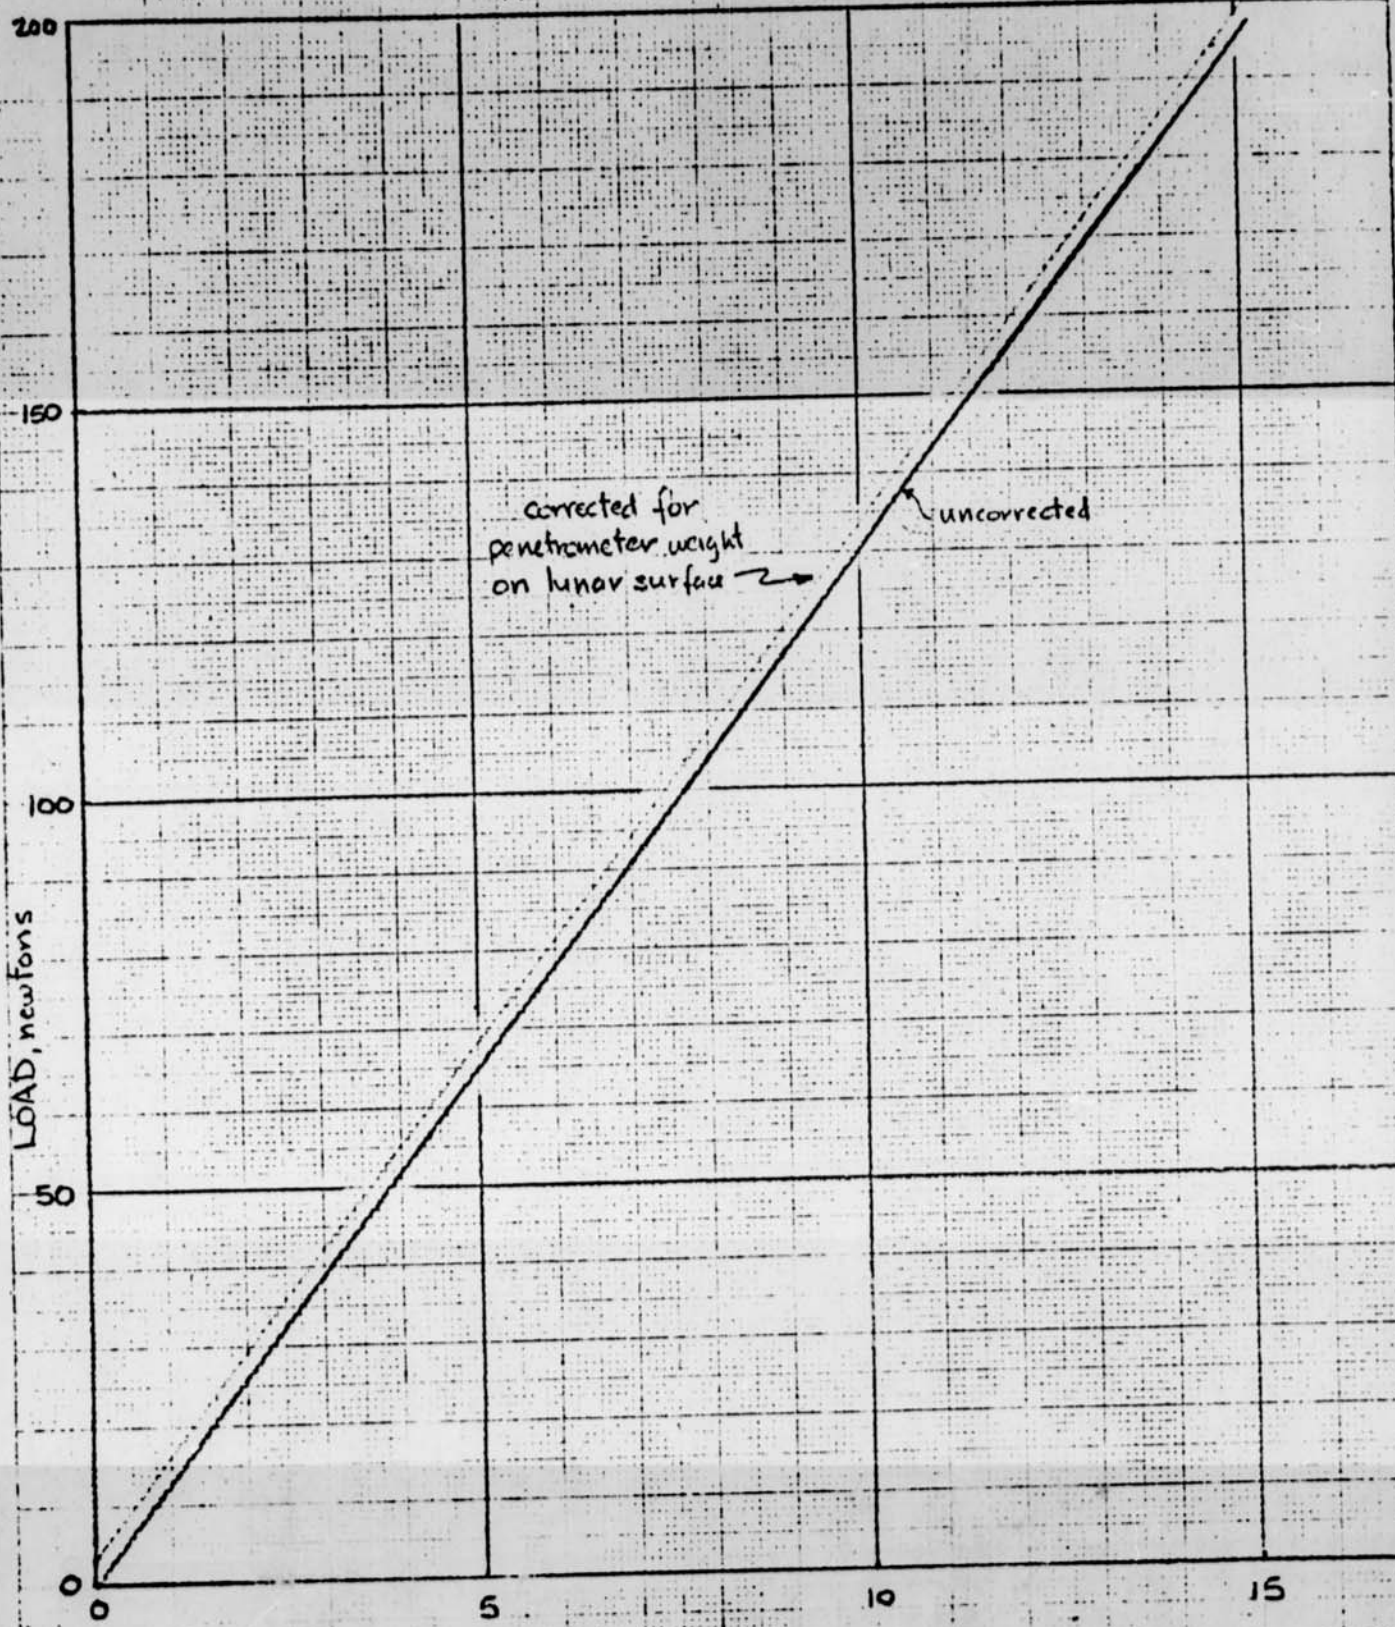 200
150
corrected for
penetrometer weight
on lunar surface
uncorrected
100
LOAD, newtons
50
0
0 5 10 15